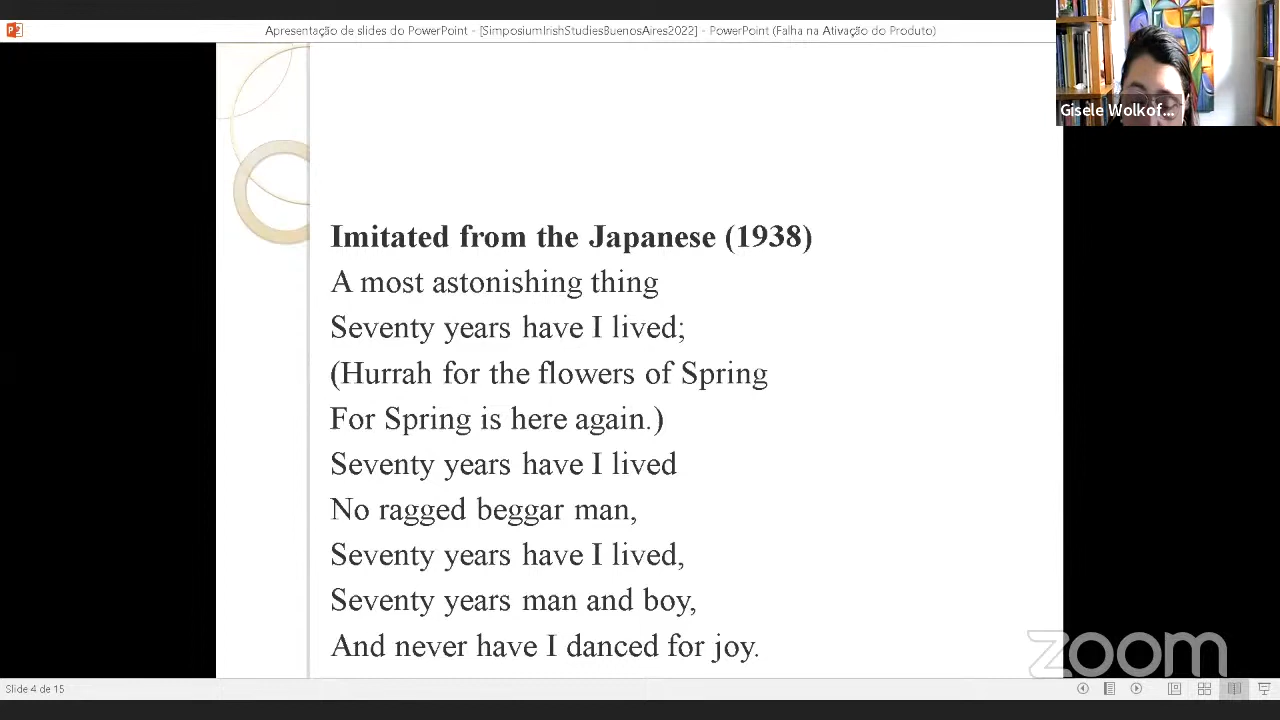 Apresentação de slides do PowerPoint - [SimposiumIrishStudiesBuenosAires2022] - PowerPoint (Falha na Ativação do Produto)
Gisele Wolkof...
Imitated from the Japanese (1938)
A most astonishing thing
Seventy years have I lived;
(Hurrah for the flowers of Spring
For Spring is here again.)
Seventy years have I lived
No ragged beggar man,
Seventy years have I lived,
Seventy years man and boy,
And never have I danced for joy.
zoom
Slide 4 de 15